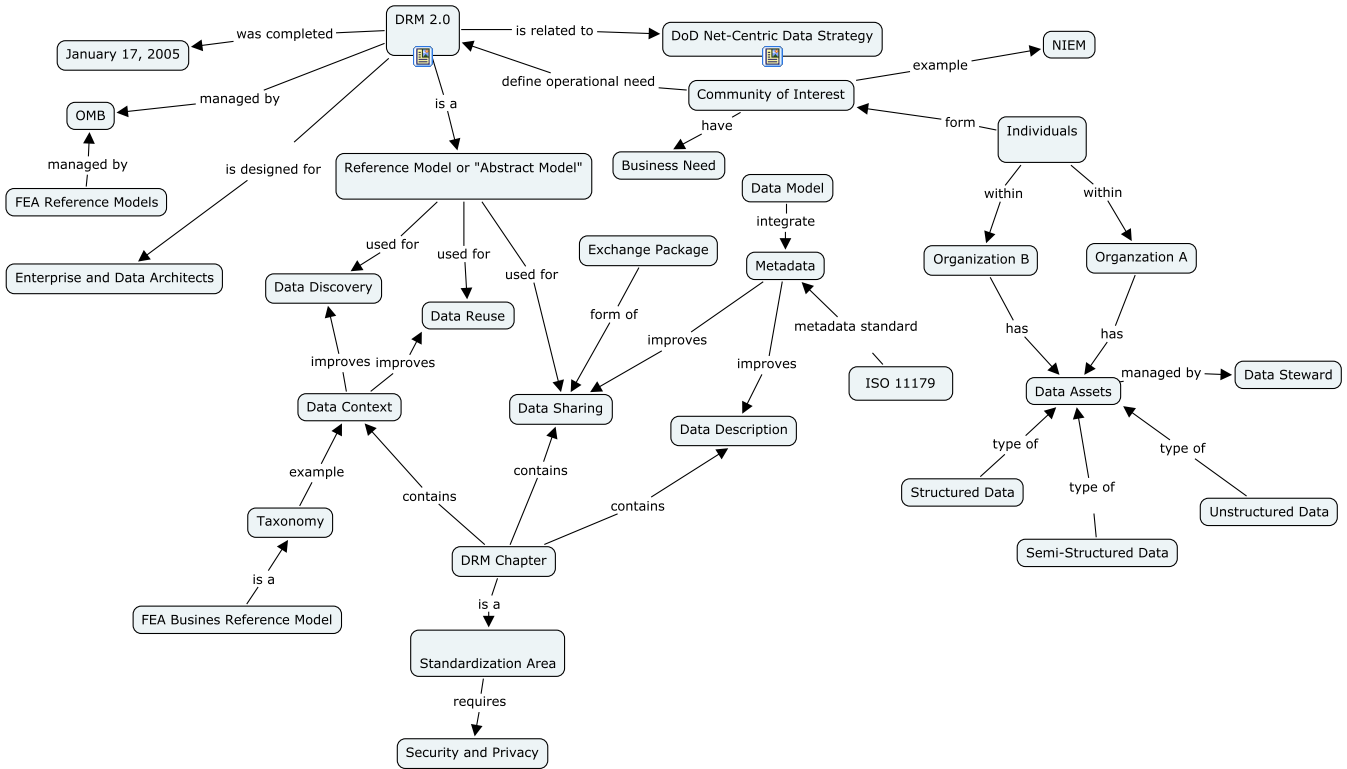 DRM 2.0
was completed
is related to
DoD Net-Centric Data Strategy
January 17, 2005
NIEM
example
define operational need
Community of Interest
managed by
is a
OMB
have
form
Individuals
managed by
is designed for
Reference Model or "Abstract Model"
Business Need
Data Model
FEA Reference Models
within
within
integrate
used for
used for
used for
Exchange Package
Metadata
Organization B
Organzation A
Enterprise and Data Architects
Data Discovery
Data Reuse
form of
metadata standard
has
has
improves
improves
improves
improves
ISO 11179
managed by
Data Steward
Data Assets
Data Context
Data Sharing
Data Description
type of
type of
type of
example
contains
contains
contains
Structured Data
Unstructured Data
Taxonomy
Semi-Structured Data
DRM Chapter
is a
is a
FEA Busines Reference Model
Standardization Area
requires
Security and Privacy